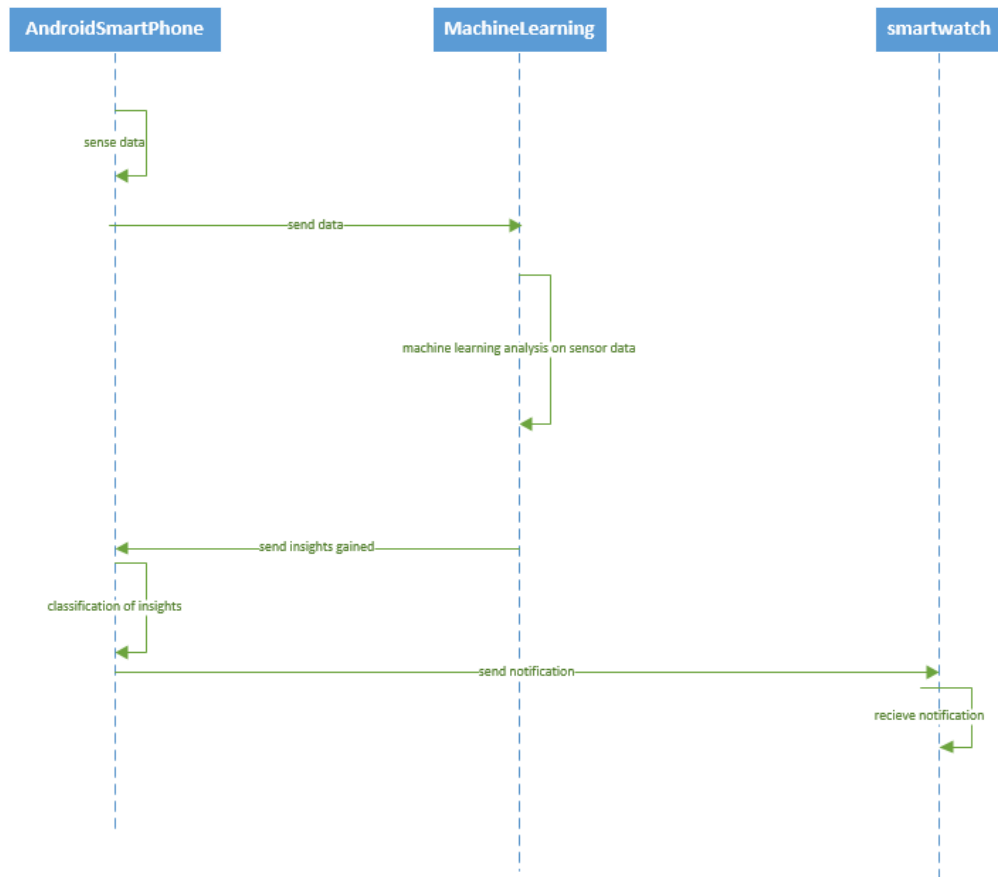 AndroidSmartPhone
MachineLearning
smartwatch
sense data
send data
machine learning analysis on sensor data
send insights gained
classification of insights
send notification
recieve notification